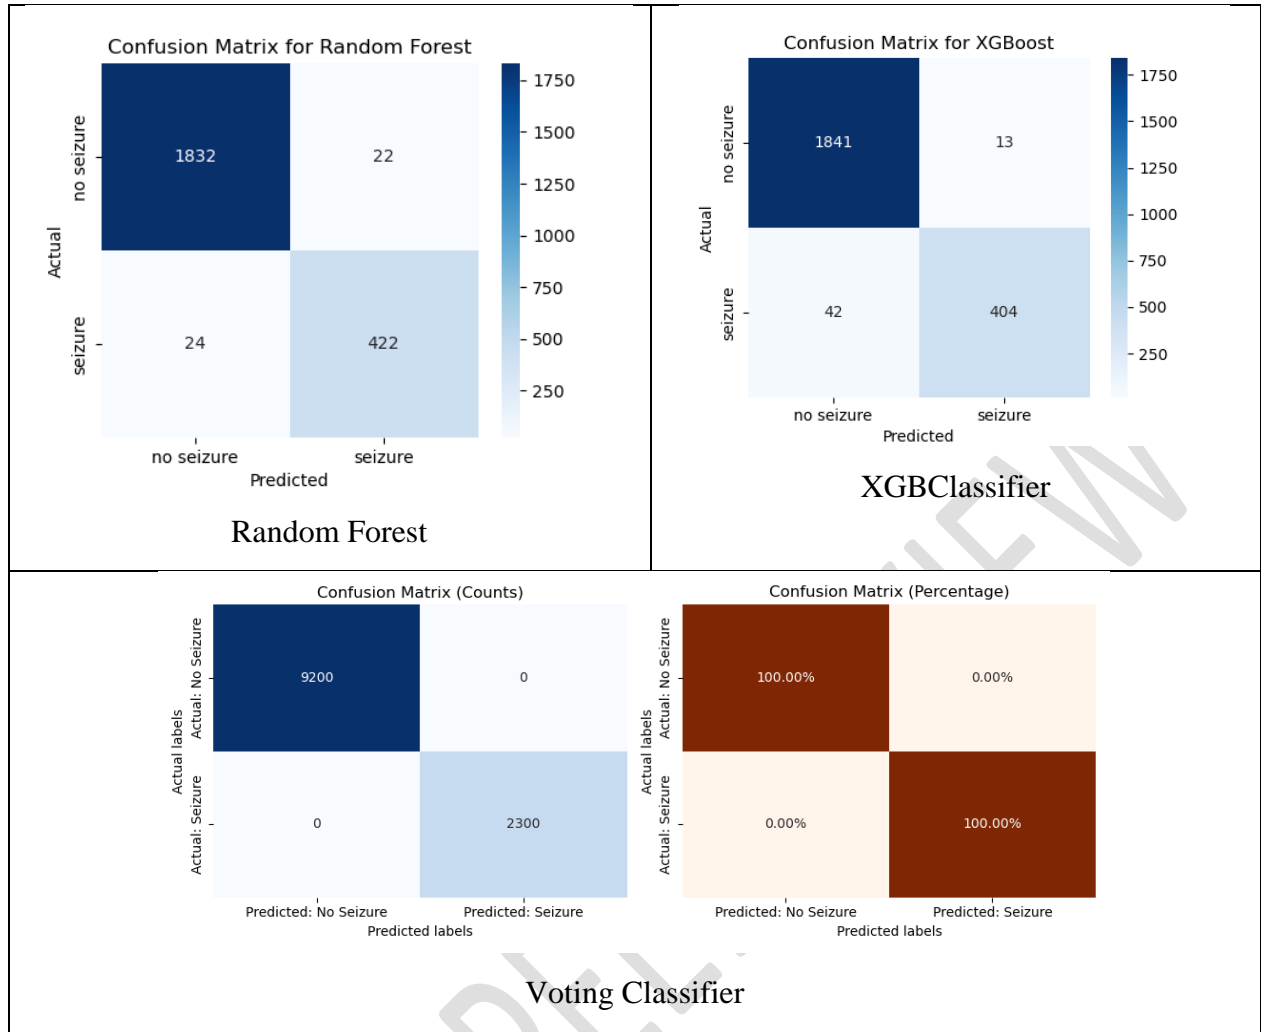 Confusion Matrix for Random Forest
1832 22
24 422
no seizure
seizure
Actual
no seizure seizure
Predicted
1750
1500
1250
1000
750
500
250
Random Forest
Confusion Matrix for XGBoost
1841 13
42 404
no seizure
seizure
Actual
no seizure seizure
Predicted
1750
1500
1250
1000
750
500
250
XGBClassifier
Confusion Matrix (Counts)
9200 0
0 2300
Actual: No Seizure
Actual: Seizure
Actual labels
Predicted: No Seizure Predicted: Seizure
Predicted labels
Confusion Matrix (Percentage)
100.00% 0.00%
0.00% 100.00%
Actual: No Seizure
Actual: Seizure
Actual labels
Predicted: No Seizure Predicted: Seizure
Predicted labels
Voting Classifier